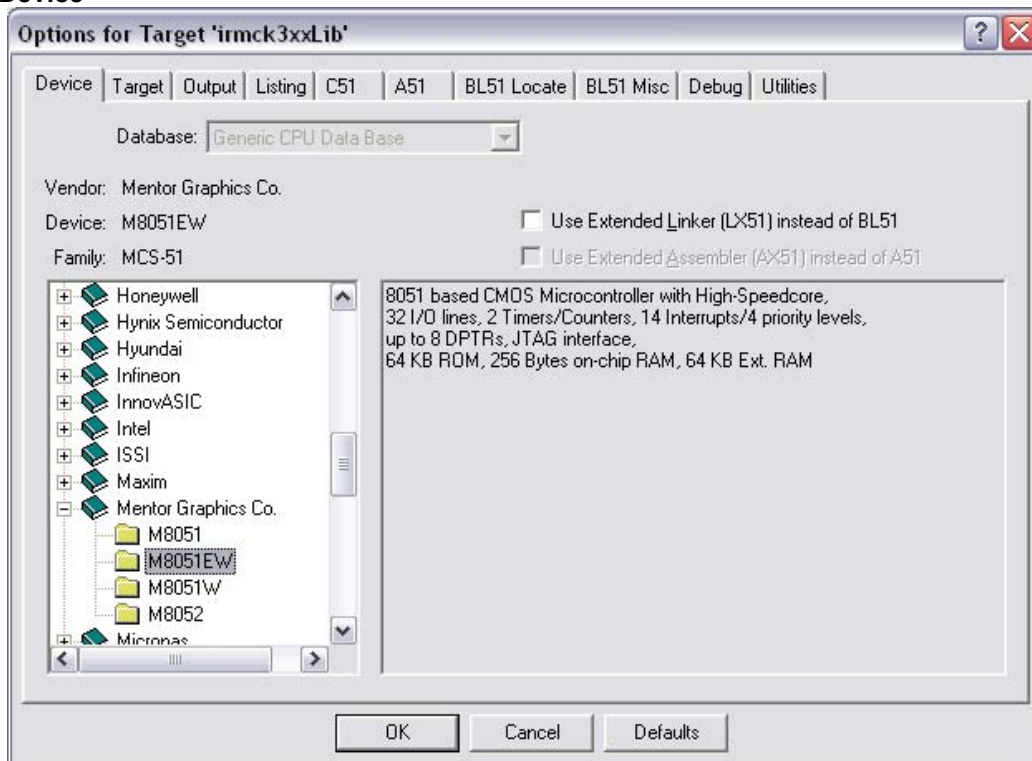 Device
Options for Target 'irmck3xxLib'
Device Target Output Listing C51 A51 BL51 Locate BL51 Misc Debug Utilities
Database: Generic CPU Data Base
Vendor: Mentor Graphics Co.
Device: M8051EW
Use Extended Linker (LX51) instead of BL51
Family: MCS-51
Use Extended Assembler (AX51) instead of A51
Honeywell
Hynix Semiconductor
Hyundai
Infineon
InnovASIC
Intel
ISSI
Maxim
Mentor Graphics Co.
M8051
M8051EW
M8051W
M8052
Micronas
8051 based CMOS Microcontroller with High-Speedcore,
32 I/O lines, 2 Timers/Counters, 14 Interrupts/4 priority levels,
up to 8 DPTRs, JTAG interface,
64 KB ROM, 256 Bytes on-chip RAM, 64 KB Ext. RAM
OK Cancel Defaults